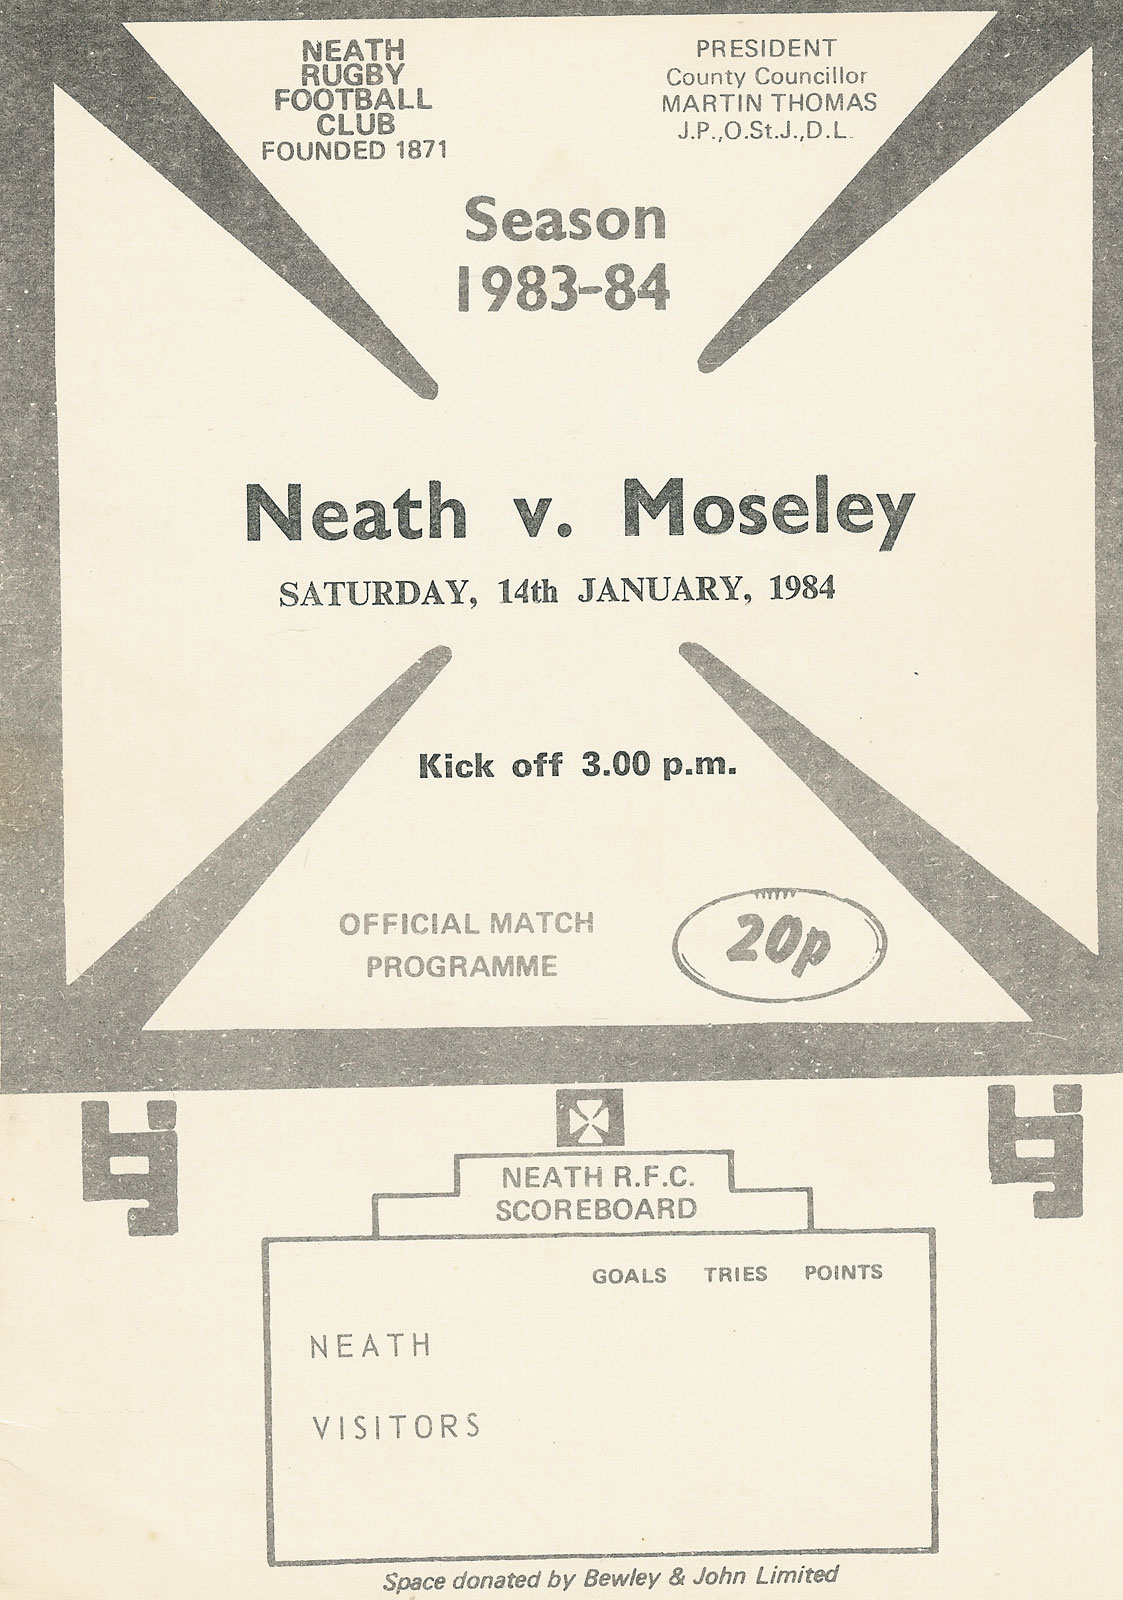 NEATH
RUGBY
FOOTBALL
CLUB
FOUNDED 1871
PRESIDENT
County Councillor
MARTIN THOMAS
J.P.,O.St.J.,D.L.
Season
1983-84
Neath v. Moseley
SATURDAY, 14th JANUARY, 1984
Kick off 3.00 p.m.
OFFICIAL MATCH
PROGRAMME
20p
NEATH R.F.C.
SCOREBOARD
GOALS TRIES POINTS
NEATH
VISITORS
Space donated by Bewley & John Limited